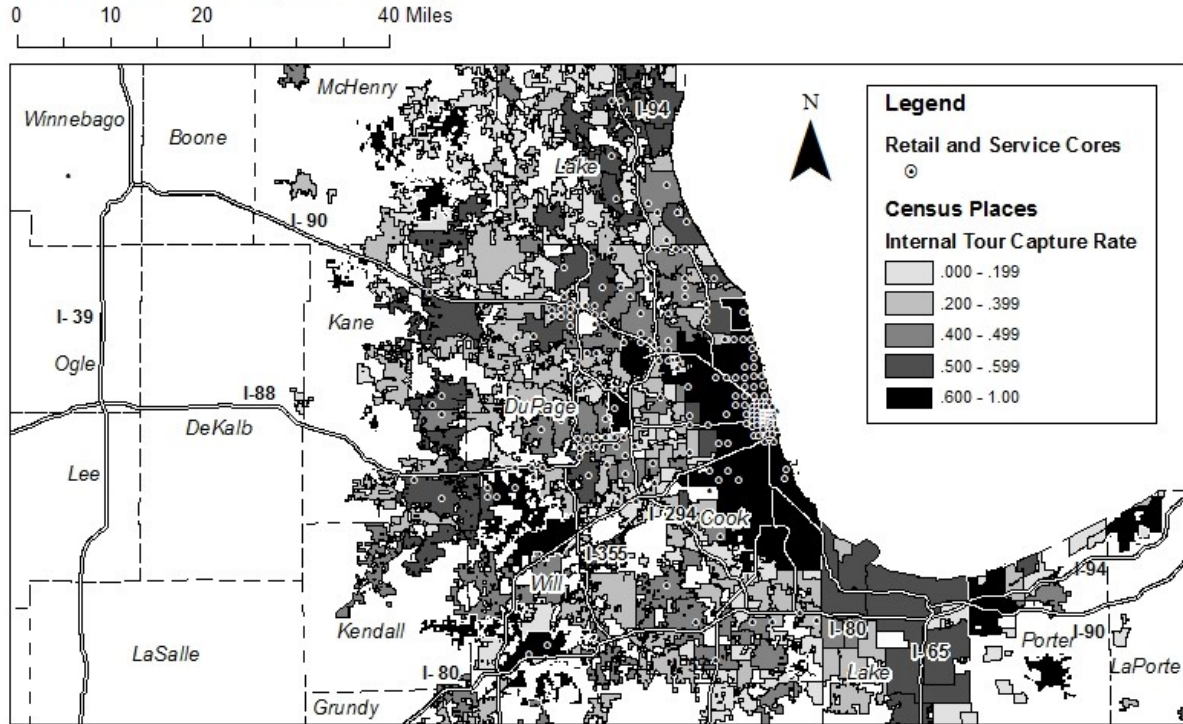 0 10 20 40 Miles
McHenry
Winnebago
Boone
I-94
Lake
N
Legend
Retail and Service Cores
Census Places
Internal Tour Capture Rate
.000 - .199
.200 - .399
.400 - .499
.500 - .599
.600 - 1.00
I- 90
I- 39
Kane
Ogle
I-88
DuPage
DeKalb
Lee
I- 294
Cook
I-355
Will
I-94
Kendall
I- 80
I-90
Porter
LaSalle
I-65
I- 80
Lake
LaPorte
Grundy